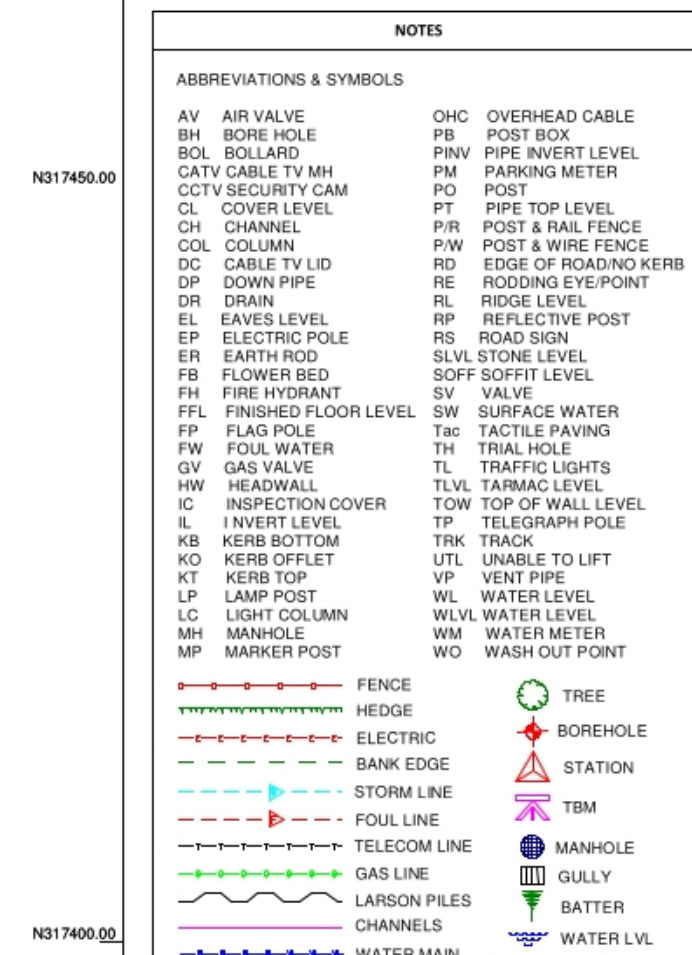 NOTES
ABBREVIATIONS & SYMBOLS
N317450.00
N317400.00
AV AIR VALVE
BH BORE HOLE
BOL BOLLARD
CATV CABLE TV MH
CCTV SECURITY CAM
CL COVER LEVEL
CH CHANNEL
COL COLUMN
DC CABLE TV LID
DP DOWN PIPE
DR DRAIN
EL EAVES LEVEL
EP ELECTRIC POLE
ER EARTH ROD
FB FLOWER BED
FH FIRE HYDRANT
FFL FINISHED FLOOR LEVEL
FP FLAG POLE
FW FOUL WATER
GV GAS VALVE
HW HEADWALL
IC INSPECTION COVER
IL I NVERT LEVEL
KB KERB BOTTOM
KO KERB OFFLET
KT KERB TOP
LP LAMP POST
LC LIGHT COLUMN
MH MANHOLE
MP MARKER POST
OHC OVERHEAD CABLE
PB POST BOX
PINV PIPE INVERT LEVEL
PM PARKING METER
PO POST
PT PIPE TOP LEVEL
P/R POST & RAIL FENCE
P/W POST & WIRE FENCE
RD EDGE OF ROAD/NO KERB
RE RODDING EYE/POINT
RL RIDGE LEVEL
RP REFLECTIVE POST
RS ROAD SIGN
SLVL STONE LEVEL
SOFF SOFFIT LEVEL
SV VALVE
SW SURFACE WATER
Tac TACTILE PAVING
TH TRIAL HOLE
TL TRAFFIC LIGHTS
TLVL TARMAC LEVEL
TOW TOP OF WALL LEVEL
TP TELEGRAPH POLE
TRK TRACK
UTL UNABLE TO LIFT
VP VENT PIPE
WL WATER LEVEL
WLVL WATER LEVEL
WM WATER METER
WO WASH OUT POINT
FENCE
HEDGE
ELECTRIC
BANK EDGE
STORM LINE
FOUL LINE
TELECOM LINE
GAS LINE
LARSON PILES
CHANNELS
WATER MAIN
TREE
BOREHOLE
STATION
TBM
MANHOLE
GULLY
BATTER
WATER LVL